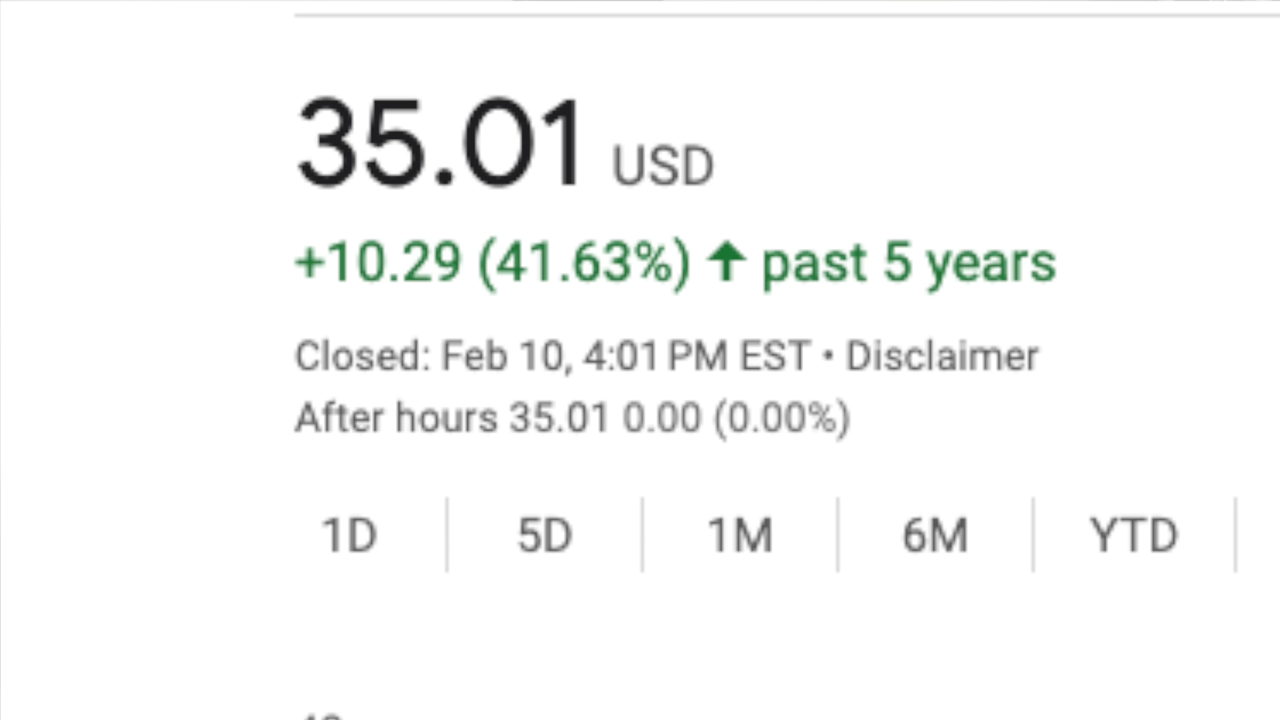 35.01 USD
+10.29 (41.63%) ↑ past 5 years
Closed: Feb 10, 4:01 PM EST • Disclaimer
After hours 35.01 0.00 (0.00%)
1D 5D 1M 6M YTD